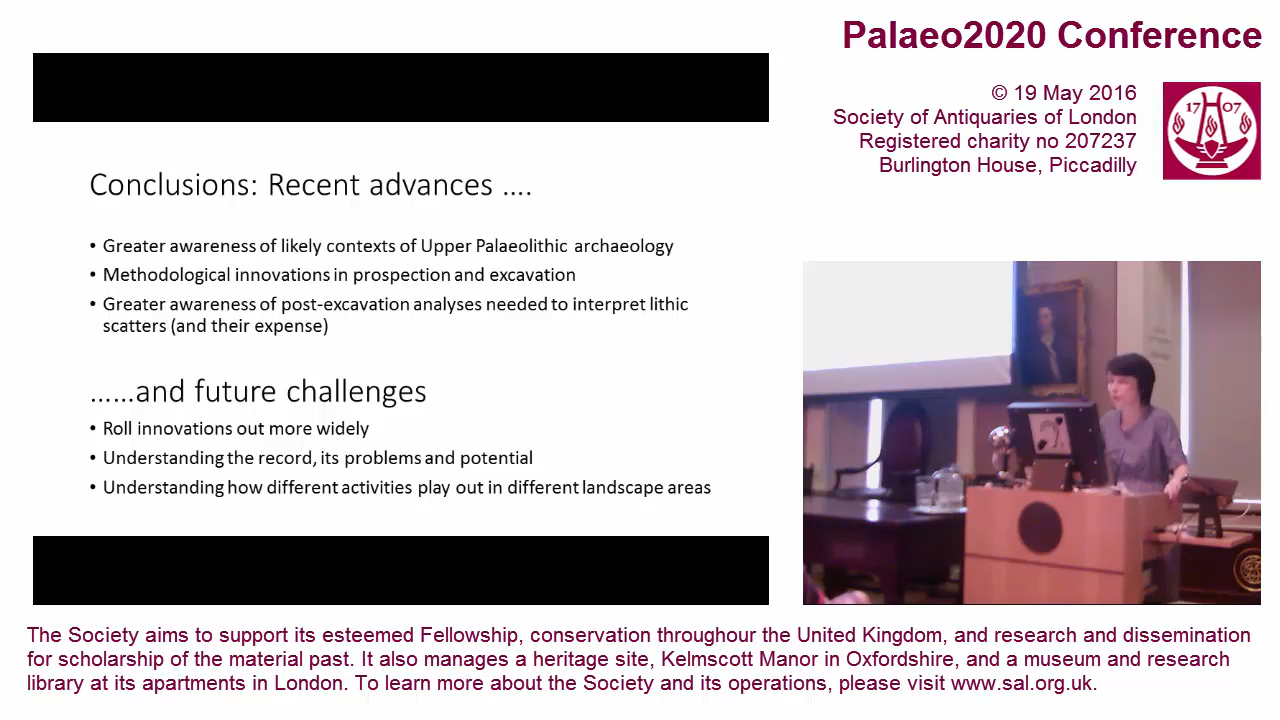 Palaeo2020 Conference
© 19 May 2016
Society of Antiquaries of London
Registered charity no 207237
Burlington House, Piccadilly
17 07
Conclusions: Recent advances ....
• Greater awareness of likely contexts of Upper Palaeolithic archaeology
• Methodological innovations in prospection and excavation
• Greater awareness of post-excavation analyses needed to interpret lithic
scatters (and their expense)
......and future challenges
• Roll innovations out more widely
• Understanding the record, its problems and potential
• Understanding how different activities play out in different landscape areas
The Society aims to support its esteemed Fellowship, conservation throughour the United Kingdom, and research and dissemination
for scholarship of the material past. It also manages a heritage site, Kelmscott Manor in Oxfordshire, and a museum and research
library at its apartments in London. To learn more about the Society and its operations, please visit www.sal.org.uk.